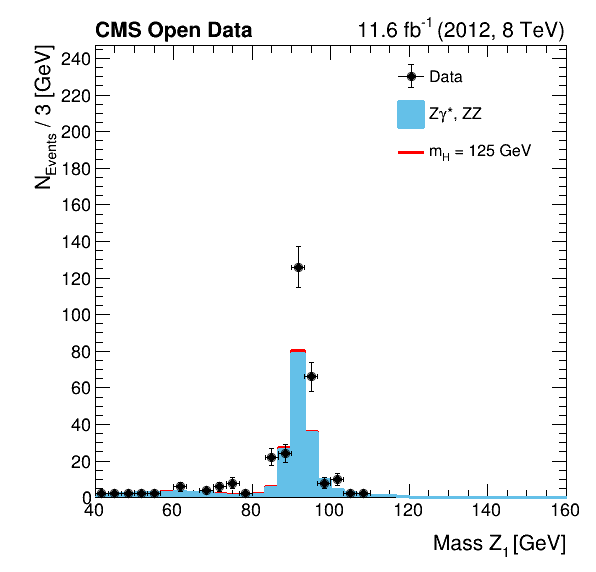 CMS Open Data
11.6 fb⁻¹ (2012, 8 TeV)
N_Events / 3 [GeV]
240
220
200
180
160
140
120
100
80
60
40
20
0
Data
Zγ*, ZZ
m_H = 125 GeV
40 60 80 100 120 140 160
Mass Z₁ [GeV]